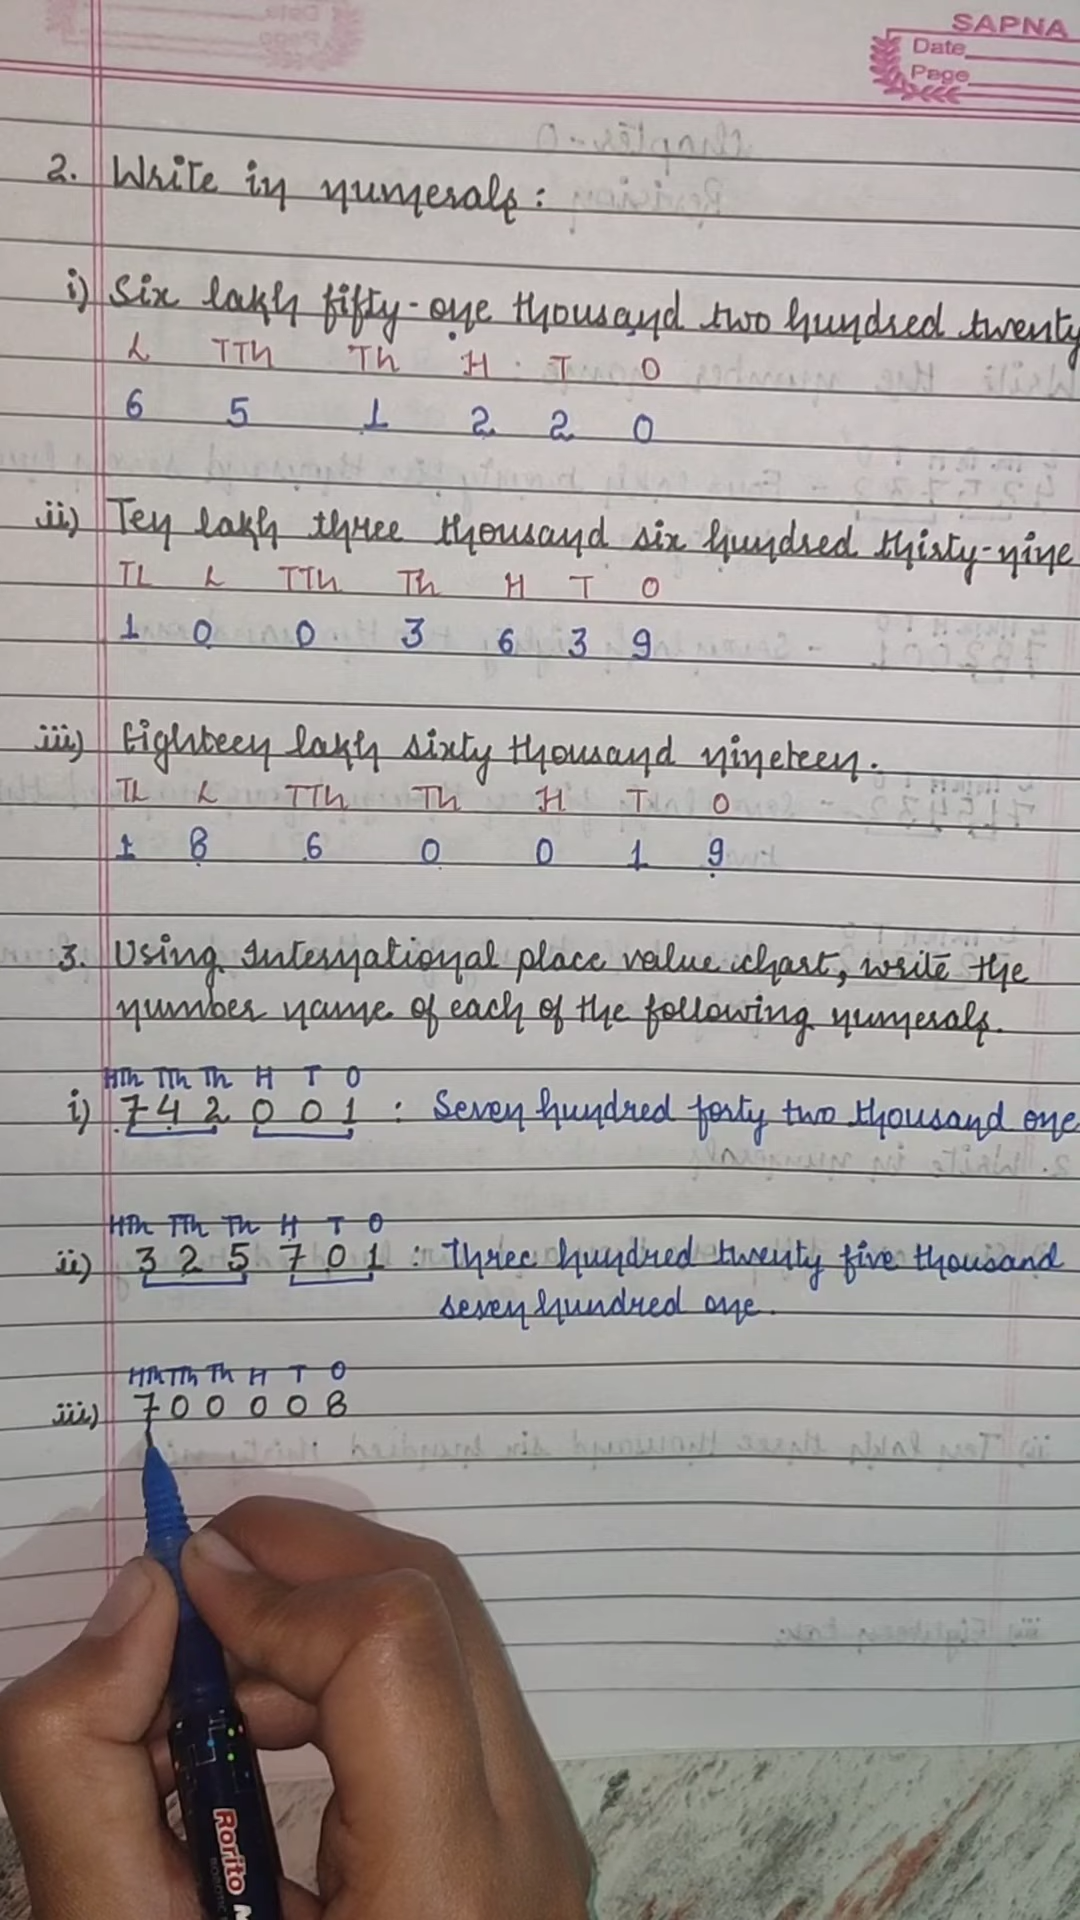 SAPNA
Date
Page
2. Write in numerals:
i) Six lakh fifty-one thousand two hundred twenty
L TTh Th H T O
6 5 1 2 2 0
ii) Ten lakh three thousand six hundred thirty-nine
TL L TTh Th H T O
1 0 0 3 6 3 9
iii) Eighteen lakh sixty thousand nineteen.
TL L TTh Th H T O
1 8 6 0 0 1 9
3. Using International place value chart, write the
number name of each of the following numerals.
HTh TTh Th H T O
i) 7 4 2 0 0 1 : Seven hundred forty two thousand one
HTh TTh Th H T O
ii) 3 2 5 7 0 1 : Three hundred twenty five thousand
seven hundred one.
HTh TTh Th H T O
iii) 7 0 0 0 0 8
Rorito